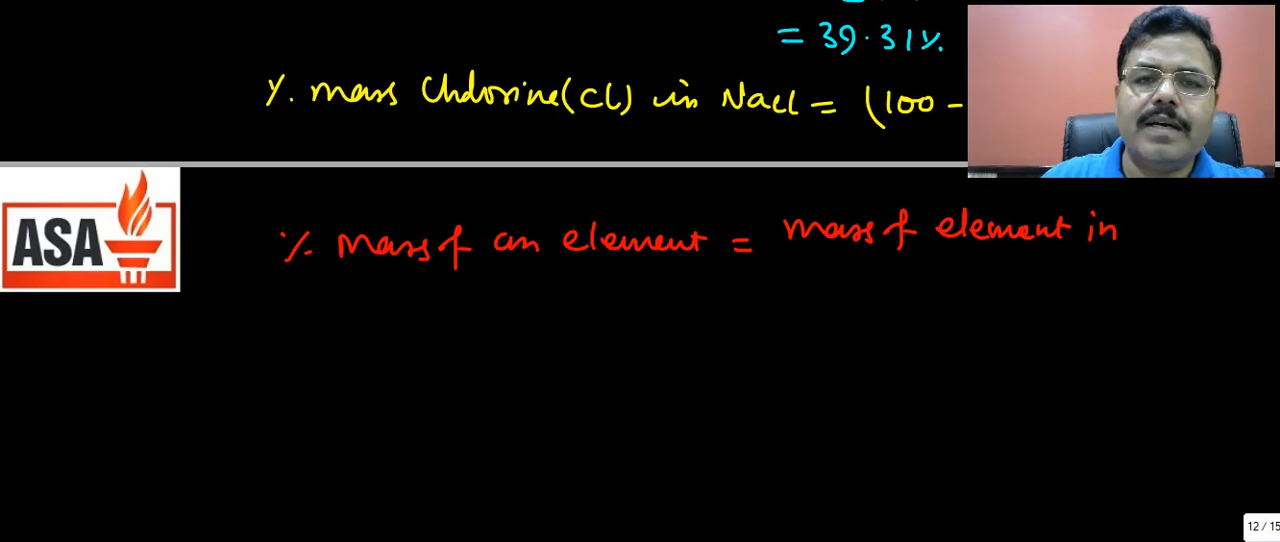 = 39.31%
% mass Chlorine(Cl) in NaCl = (100 -
ASA
% Mass of an element = mass of element in
12 / 15